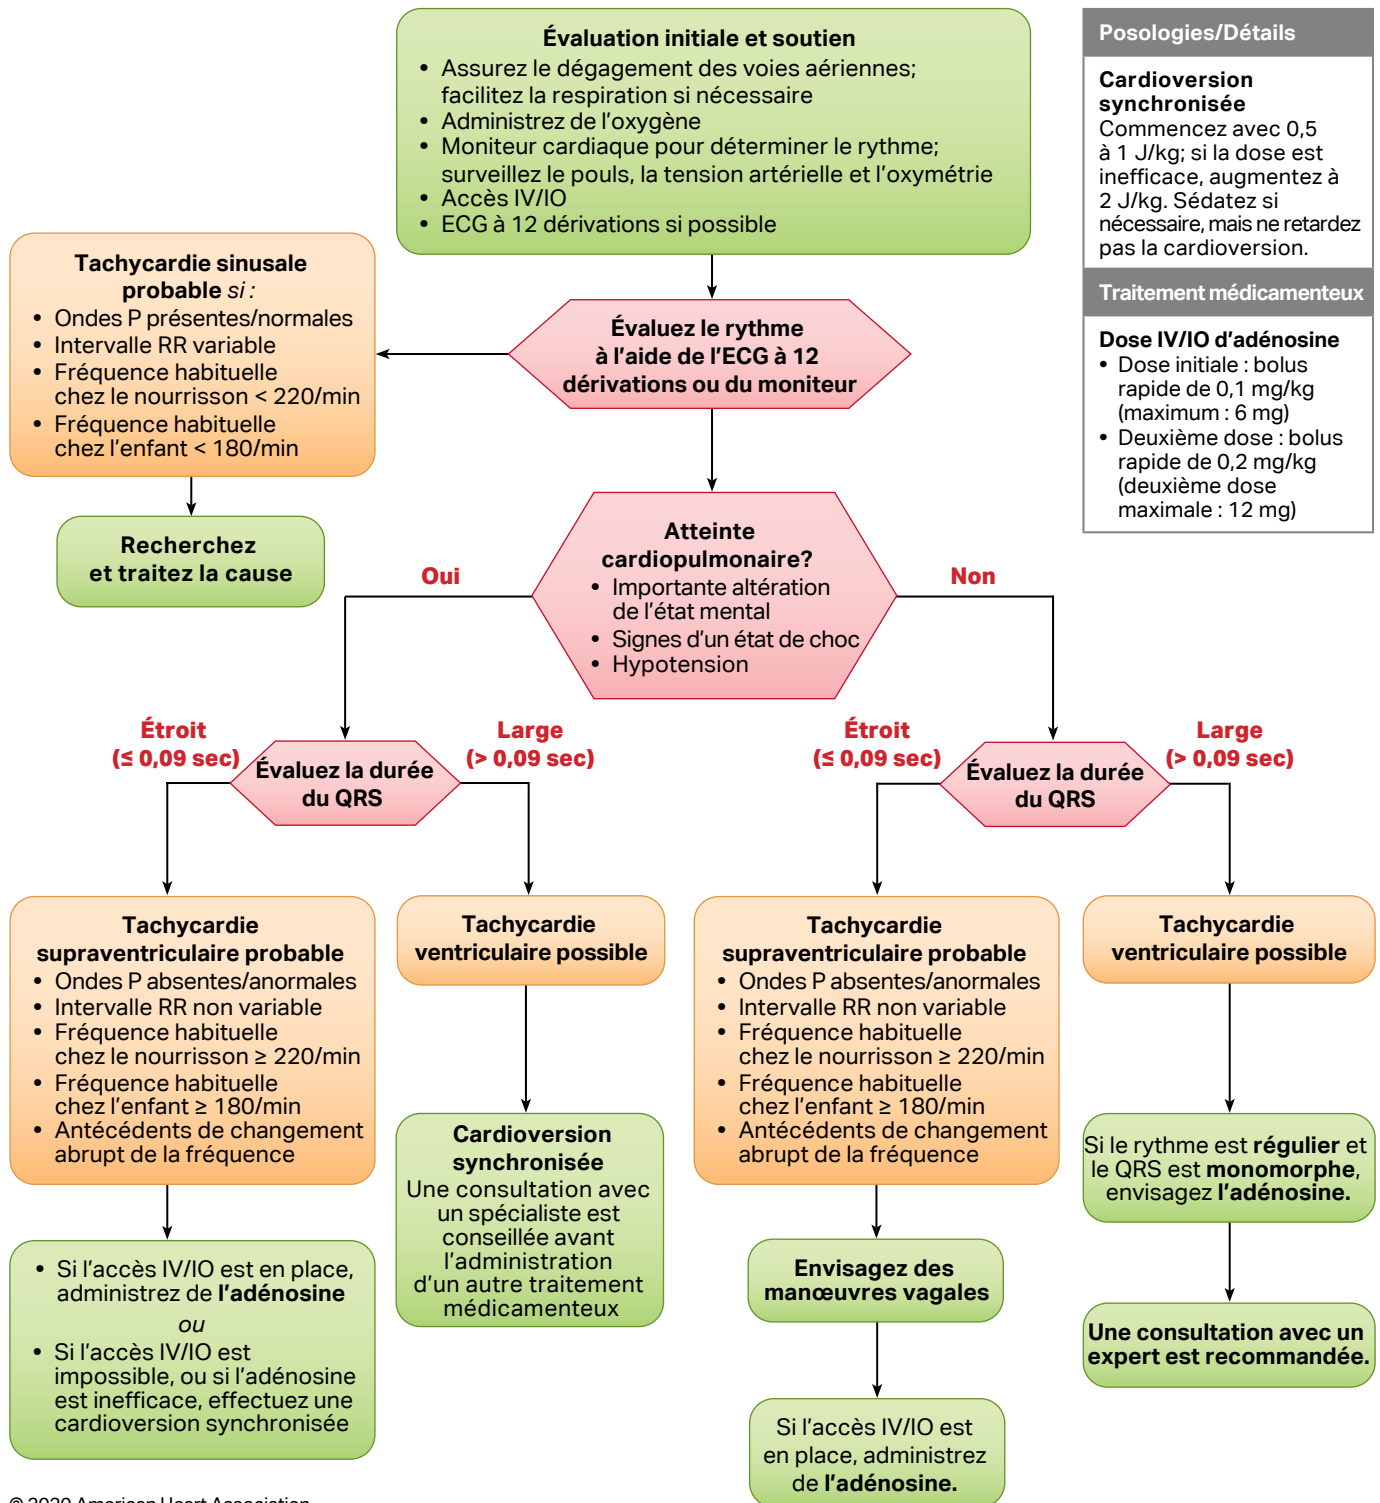 Évaluation initiale et soutien
• Assurez le dégagement des voies aériennes;
facilitez la respiration si nécessaire
• Administrez de l’oxygène
• Moniteur cardiaque pour déterminer le rythme;
surveillez le pouls, la tension artérielle et l’oxymétrie
• Accès IV/IO
• ECG à 12 dérivations si possible
Posologies/Détails
Cardioversion
synchronisée
Commencez avec 0,5
à 1 J/kg; si la dose est
inefficace, augmentez à
2 J/kg. Sédatez si
nécessaire, mais ne retardez
pas la cardioversion.
Traitement médicamenteux
Dose IV/IO d’adénosine
• Dose initiale : bolus
rapide de 0,1 mg/kg
(maximum : 6 mg)
• Deuxième dose : bolus
rapide de 0,2 mg/kg
(deuxième dose
maximale : 12 mg)
Tachycardie sinusale
probable si :
• Ondes P présentes/normales
• Intervalle RR variable
• Fréquence habituelle
chez le nourrisson < 220/min
• Fréquence habituelle
chez l’enfant < 180/min
Évaluez le rythme
à l’aide de l’ECG à 12
dérivations ou du moniteur
Recherchez
et traitez la cause
Atteinte
cardiopulmonaire?
• Importante altération
de l’état mental
• Signes d’un état de choc
• Hypotension
Oui
Non
Étroit
(≤ 0,09 sec)
Évaluez la durée
du QRS
Large
(> 0,09 sec)
Étroit
(≤ 0,09 sec)
Évaluez la durée
du QRS
Large
(> 0,09 sec)
Tachycardie
supraventriculaire probable
• Ondes P absentes/anormales
• Intervalle RR non variable
• Fréquence habituelle
chez le nourrisson ≥ 220/min
• Fréquence habituelle
chez l’enfant ≥ 180/min
• Antécédents de changement
abrupt de la fréquence
Tachycardie
ventriculaire possible
Tachycardie
supraventriculaire probable
• Ondes P absentes/anormales
• Intervalle RR non variable
• Fréquence habituelle
chez le nourrisson ≥ 220/min
• Fréquence habituelle
chez l’enfant ≥ 180/min
• Antécédents de changement
abrupt de la fréquence
Tachycardie
ventriculaire possible
• Si l’accès IV/IO est en place,
administrez de l’adénosine
ou
• Si l’accès IV/IO est
impossible, ou si l’adénosine
est inefficace, effectuez une
cardioversion synchronisée
Cardioversion
synchronisée
Une consultation avec
un spécialiste est
conseillée avant
l’administration
d’un autre traitement
médicamenteux
Envisagez des
manœuvres vagales
Si l’accès IV/IO est
en place, administrez
de l’adénosine.
Si le rythme est régulier et
le QRS est monomorphe,
envisagez l’adénosine.
Une consultation avec un
expert est recommandée.
© 2020 American Heart Association